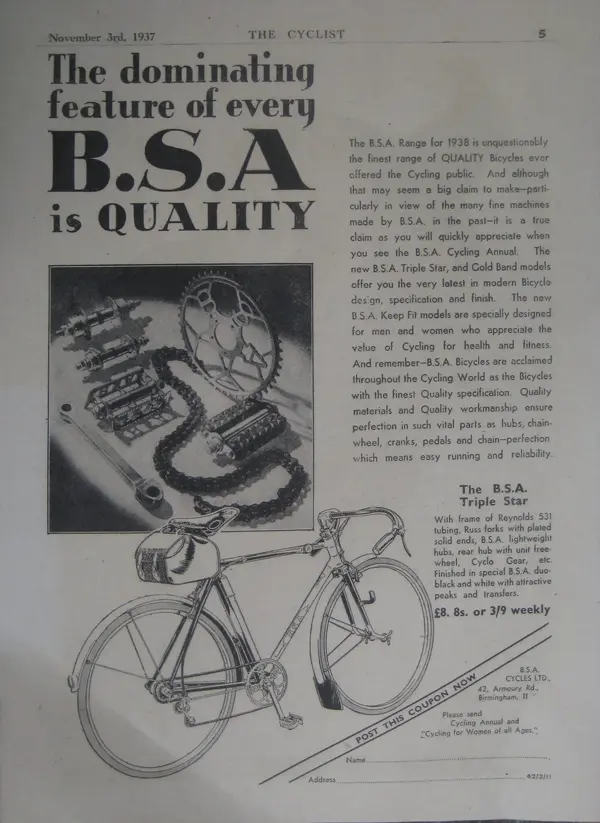 November 3rd, 1937
THE CYCLIST
5
The dominating
feature of every
B.S.A
is QUALITY
The B.S.A. Range for 1938 is unquestionably
the finest range of QUALITY Bicycles ever
offered the Cycling public. And although
that may seem a big claim to make—parti-
cularly in view of the many fine machines
made by B.S.A. in the past—it is a true
claim as you will quickly appreciate when
you see the B.S.A. Cycling Annual. The
new B.S.A. Triple Star, and Gold Band models
offer you the very latest in modern Bicycle
design, specification and finish. The new
B.S.A. Keep Fit models are specially designed
for men and women who appreciate the
value of Cycling for health and fitness.
And remember—B.S.A. Bicycles are acclaimed
throughout the Cycling World as the Bicycles
with the finest Quality specification. Quality
materials and Quality workmanship ensure
perfection in such vital parts as hubs, chain-
wheel, cranks, pedals and chain—perfection
which means easy running and reliability.
The B.S.A.
Triple Star
With frame of Reynolds 531
tubing, Russ forks with plated
solid ends, B.S.A. lightweight
hubs, rear hub with unit free-
wheel, Cyclo Gear, etc.
Finished in special B.S.A. duo-
black and white with attractive
peaks and transfers.
£8. 8s. or 3/9 weekly
POST THIS COUPON NOW
B.S.A.
CYCLES LTD.,
42, Armoury Rd.,
Birmingham, 11
Please send
Cycling Annual and
"Cycling for Women of all Ages."
Name
Address